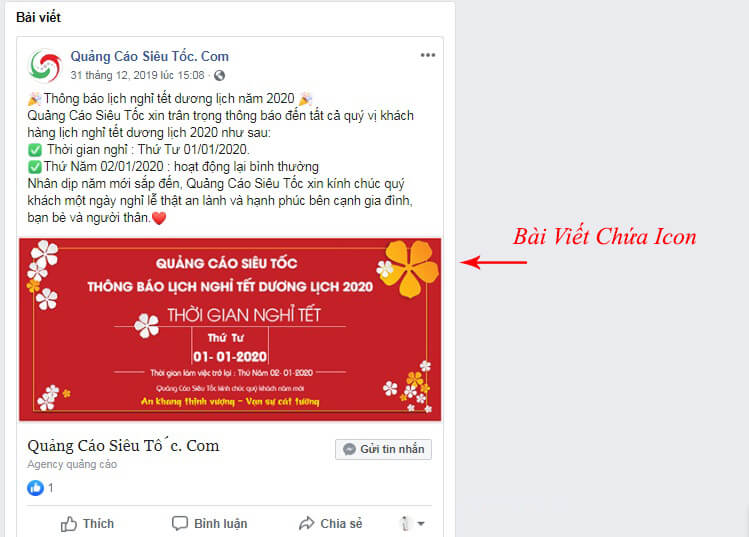 Bài viết
Quảng Cáo Siêu Tốc. Com
31 tháng 12, 2019 lúc 15:08 ·
🎉Thông báo lịch nghỉ tết dương lịch năm 2020 🎉
Quảng Cáo Siêu Tốc xin trân trọng thông báo đến tất cả quý vị khách
hàng lịch nghỉ tết dương lịch 2020 như sau:
✅ Thời gian nghỉ : Thứ Tư 01/01/2020.
✅Thứ Năm 02/01/2020 : hoạt động lại bình thường
Nhân dịp năm mới sắp đến, Quảng Cáo Siêu Tốc xin kính chúc quý
khách một ngày nghỉ lễ thật an lành và hạnh phúc bên cạnh gia đình,
bạn bè và người thân.❤️
Bài Viết Chứa Icon
QUẢNG CÁO SIÊU TỐC
THÔNG BÁO LỊCH NGHỈ TẾT DƯƠNG LỊCH 2020
THỜI GIAN NGHỈ TẾT
Thứ Tư
01- 01-2020
Thời gian làm việc trở lại : Thứ Năm 02- 01 -2020
Quảng Cáo Siêu Tốc kính chúc quý khách năm mới
An khang thịnh vượng – Vạn sự cát tường
Quảng Cáo Siêu Tô´c. Com
Agency quảng cáo
Gửi tin nhắn
1
Thích
Bình luận
Chia sẻ